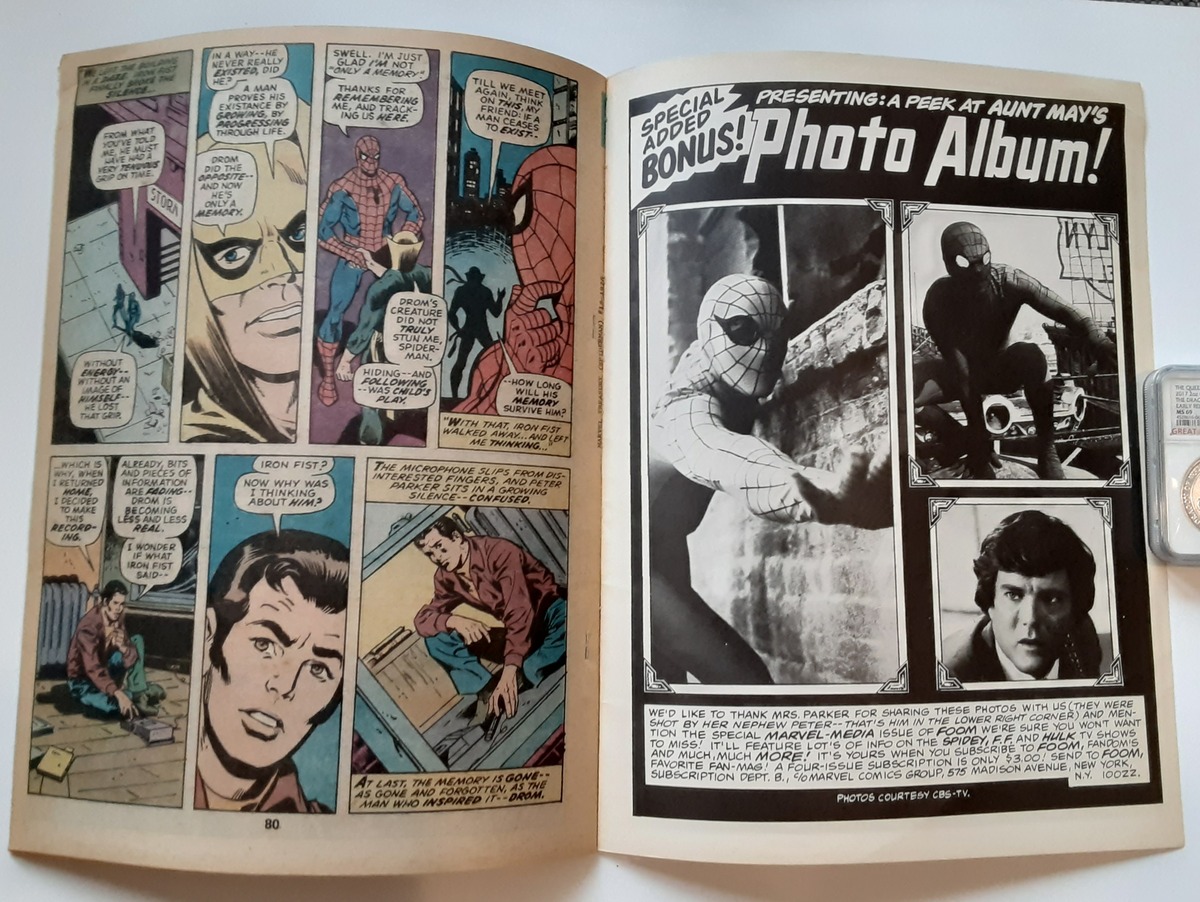 FINALLY BROKE THE
SILENCE...
FROM WHAT
YOU'VE TOLD
ME, HE MUST
HAVE HAD A
VERY TENUOUS
GRIP ON TIME.
STORA
WITHOUT
ENERGY--
WITHOUT AN
IMAGE OF
HIMSELF--
HE LOST
THAT GRIP.
IN A WAY--HE
NEVER REALLY
EXISTED, DID
HE?
A MAN
PROVES HIS
EXISTANCE BY
GROWING, BY
PROGRESSING
THROUGH LIFE.
DROM
DID THE
OPPOSITE--
AND NOW
HE'S
ONLY A
MEMORY.
SWELL. I'M JUST
GLAD I'M NOT
"ONLY A MEMORY"
THANKS FOR
REMEMBERING
ME, AND TRACK-
ING US HERE.
DROM'S
CREATURE
DID NOT
TRULY
STUN ME,
SPIDER-
MAN.
HIDING--AND
FOLLOWING
--WAS CHILD'S
PLAY.
TILL WE MEET
AGAIN, THINK
ON THIS, MY
FRIEND: IF A
MAN CEASES
TO EXIST--
--HOW LONG
WILL HIS
MEMORY
SURVIVE HIM?
"WITH THAT, IRON FIST
WALKED AWAY...AND LEFT
ME THINKING...
...WHICH IS
WHY, WHEN
I RETURNED
HOME,
I DECIDED
TO MAKE
THIS
RECORD-
ING.
ALREADY, BITS
AND PIECES OF
INFORMATION
ARE FADING--
DROM IS
BECOMING
LESS AND LESS
REAL.
I WONDER
IF WHAT
IRON FIST
SAID--
IRON FIST?
NOW WHY WAS
I THINKING
ABOUT HIM?
THE MICROPHONE SLIPS FROM DIS-
INTERESTED FINGERS, AND PETER
PARKER SITS IN A GROWING
SILENCE--CONFUSED.
AT LAST, THE MEMORY IS GONE--
AS GONE AND FORGOTTEN, AS THE
MAN WHO INSPIRED IT--DROM.
80
SPECIAL
ADDED
BONUS!
PRESENTING: A PEEK AT AUNT MAY'S
Photo Album!
WE'D LIKE TO THANK MRS. PARKER FOR SHARING THESE PHOTOS WITH US (THEY WERE
SHOT BY HER NEPHEW PETER--THAT'S HIM IN THE LOWER RIGHT CORNER) AND MEN-
TION THE SPECIAL MARVEL-MEDIA ISSUE OF FOOM WE'RE SURE YOU WON'T WANT
TO MISS! IT'LL FEATURE LOT'S OF INFO ON THE SPIDEY, F.F. AND HULK TV SHOWS
AND MUCH, MUCH MORE! IT'S YOURS WHEN YOU SUBSCRIBE TO FOOM, FANDOM'S
FAVORITE FAN-MAG! A FOUR-ISSUE SUBSCRIPTION IS ONLY $3.00! SEND TO FOOM,
SUBSCRIPTION DEPT. B., c/o MARVEL COMICS GROUP, 575 MADISON AVENUE, NEW YORK,
N.Y. 10022.
PHOTOS COURTESY CBS-TV.
MS 69